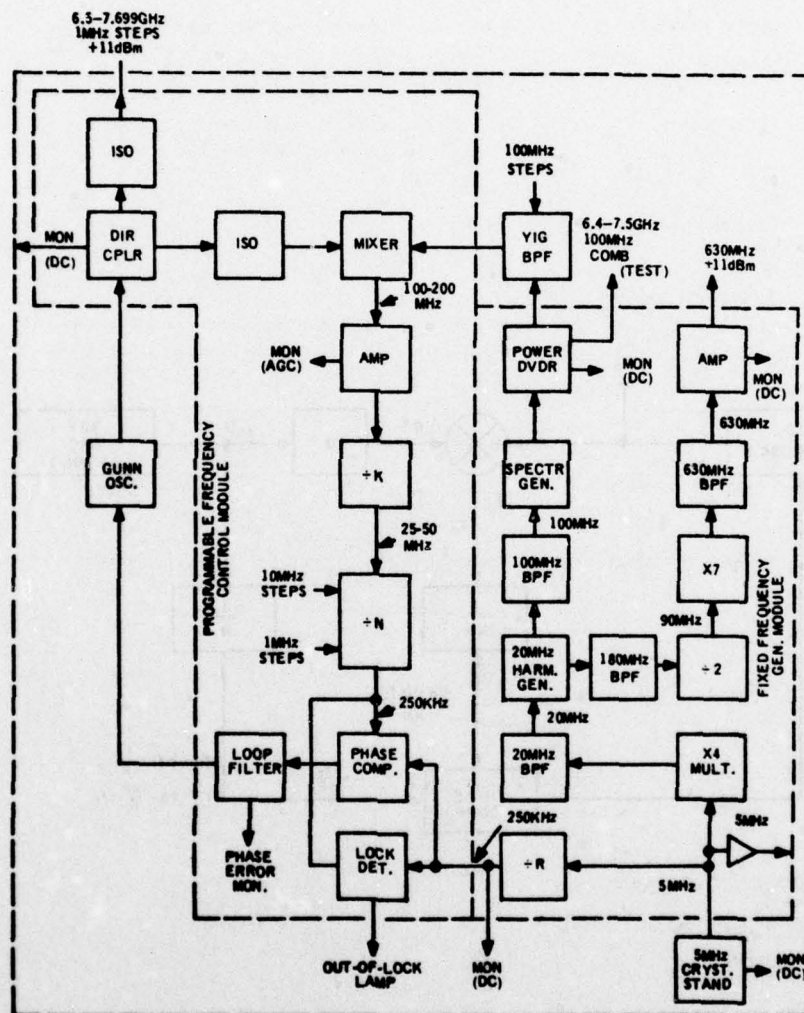 6.3-7.699GHz
1MHz STEPS
+11dBm
ISO
MON
(DC)
DIR
CPLR
ISO
MIXER
100MHz
STEPS
YIG
BPF
6.4-7.5GHz
100MHz
COMB
(TEST)
630MHz
+11dBm
100-200
MHz
MON
(AGC)
AMP
POWER
DVDR
MON
(DC)
AMP
MON
(DC)
630MHz
GUNN
OSC.
PROGRAMMABLE FREQUENCY
CONTROL MODULE
÷K
SPECTR
GEN.
630MHz
BPF
25-50
MHz
100MHz
100MHz
BPF
X7
10MHz
STEPS
1MHz
STEPS
÷N
90MHz
20MHz
HARM.
GEN.
180MHz
BPF
÷2
FIXED FREQUENCY
GEN. MODULE
250KHz
20MHz
LOOP
FILTER
PHASE
COMP.
20MHz
BPF
X4
MULT.
PHASE
ERROR
MON.
LOCK
DET.
250KHz
÷R
5MHz
5MHz
OUT-OF-LOCK
LAMP
MON
(DC)
5MHz
CRYST.
STAND
MON
(DC)